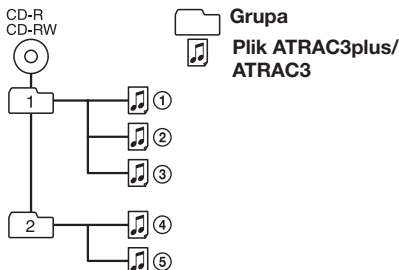 CD-R
CD-RW
Grupa
Plik ATRAC3plus/
ATRAC3
1
①
②
③
2
④
⑤